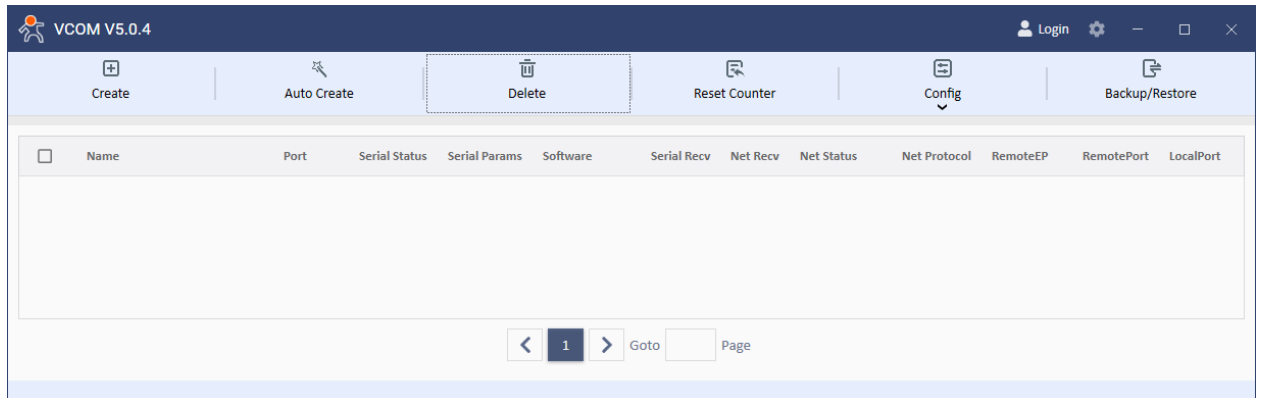 VCOM V5.0.4 Login
Create Auto Create Delete Reset Counter Config Backup/Restore
Name Port Serial Status Serial Params Software Serial Recv Net Recv Net Status Net Protocol RemoteEP RemotePort LocalPort
1 Goto Page